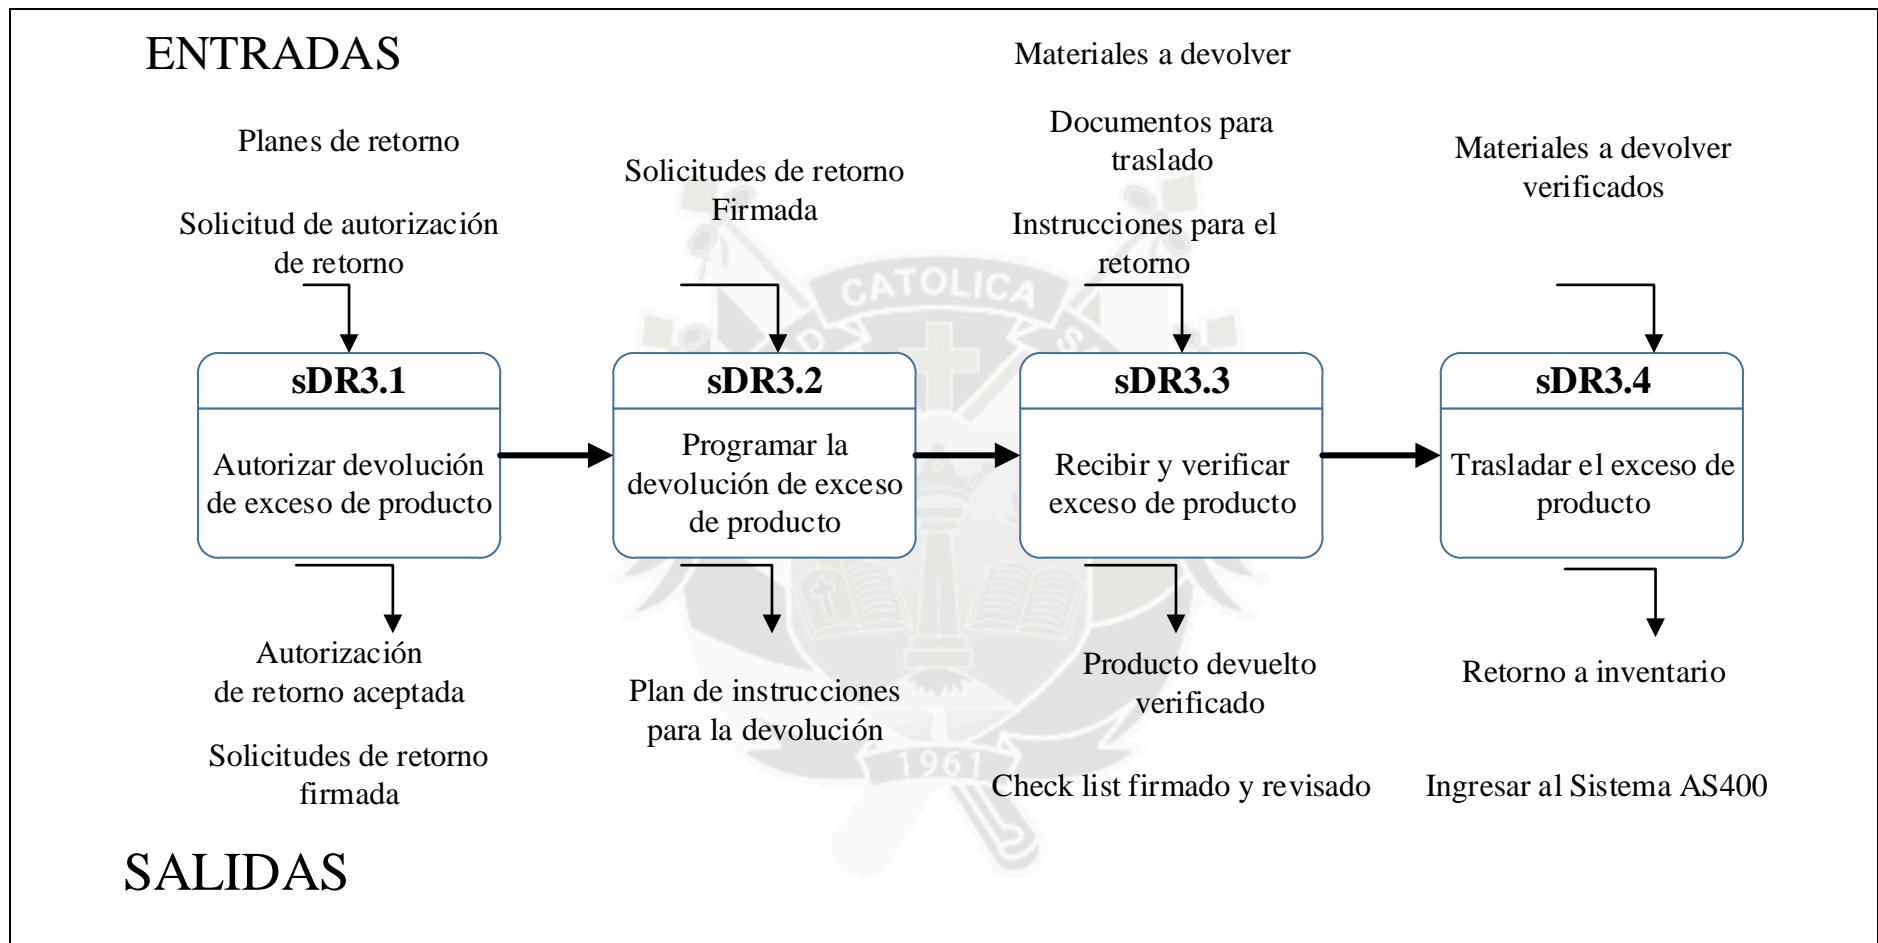 ENTRADAS
Planes de retorno
Solicitud de autorización
de retorno
Solicitudes de retorno
Firmada
Materiales a devolver
Documentos para
traslado
Instrucciones para el
retorno
Materiales a devolver
verificados
sDR3.1
Autorizar devolución
de exceso de producto
sDR3.2
Programar la
devolución de exceso
de producto
sDR3.3
Recibir y verificar
exceso de producto
sDR3.4
Trasladar el exceso de
producto
Autorización
de retorno aceptada
Solicitudes de retorno
firmada
Plan de instrucciones
para la devolución
Producto devuelto
verificado
Check list firmado y revisado
Retorno a inventario
Ingresar al Sistema AS400
SALIDAS
CATOLICA
1961